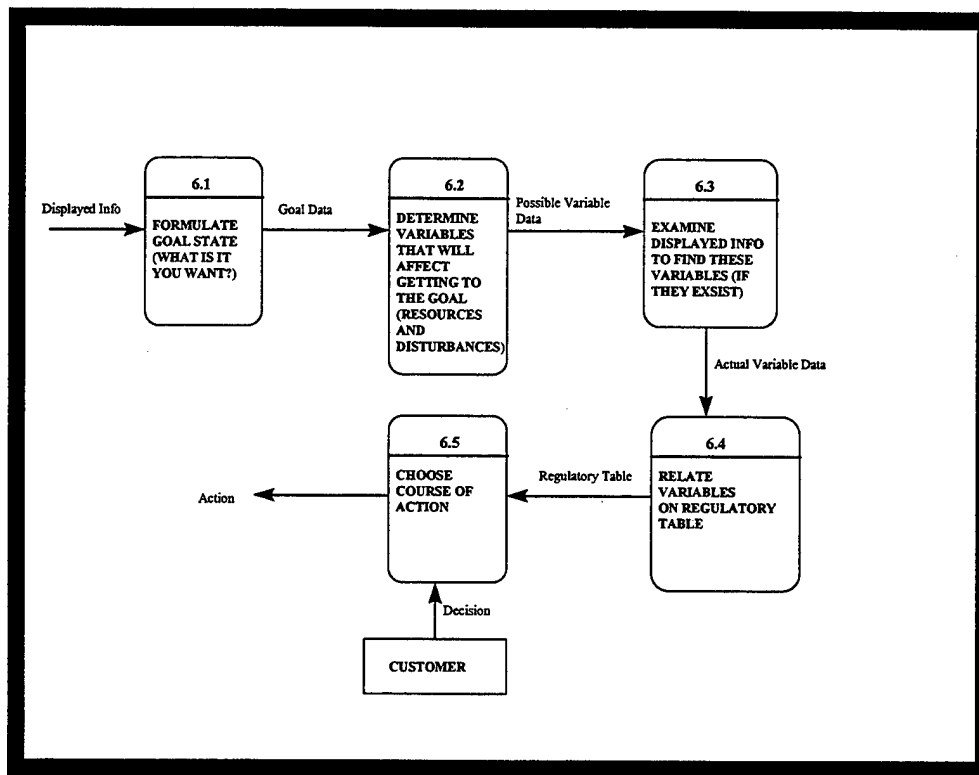 Displayed Info
6.1
FORMULATE
GOAL STATE
(WHAT IS IT
YOU WANT?)
Goal Data
6.2
DETERMINE
VARIABLES
THAT WILL
AFFECT
GETTING TO
THE GOAL
(RESOURCES
AND
DISTURBANCES)
Possible Variable
Data
6.3
EXAMINE
DISPLAYED INFO
TO FIND THESE
VARIABLES (IF
THEY EXSIST)
Actual Variable Data
6.4
RELATE
VARIABLES
ON REGULATORY
TABLE
Regulatory Table
6.5
CHOOSE
COURSE OF
ACTION
Action
Decision
CUSTOMER